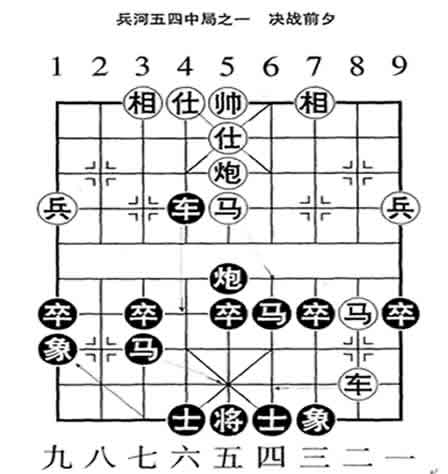 兵河五四中局之一 决战前夕
1 2 3 4 5 6 7 8 9
相 仕 帅 相
仕
炮
兵 车 马 兵
炮
卒 卒 卒 马 卒 马 卒
象 马
车
士 将 士 象
九 八 七 六 五 四 三 二 一